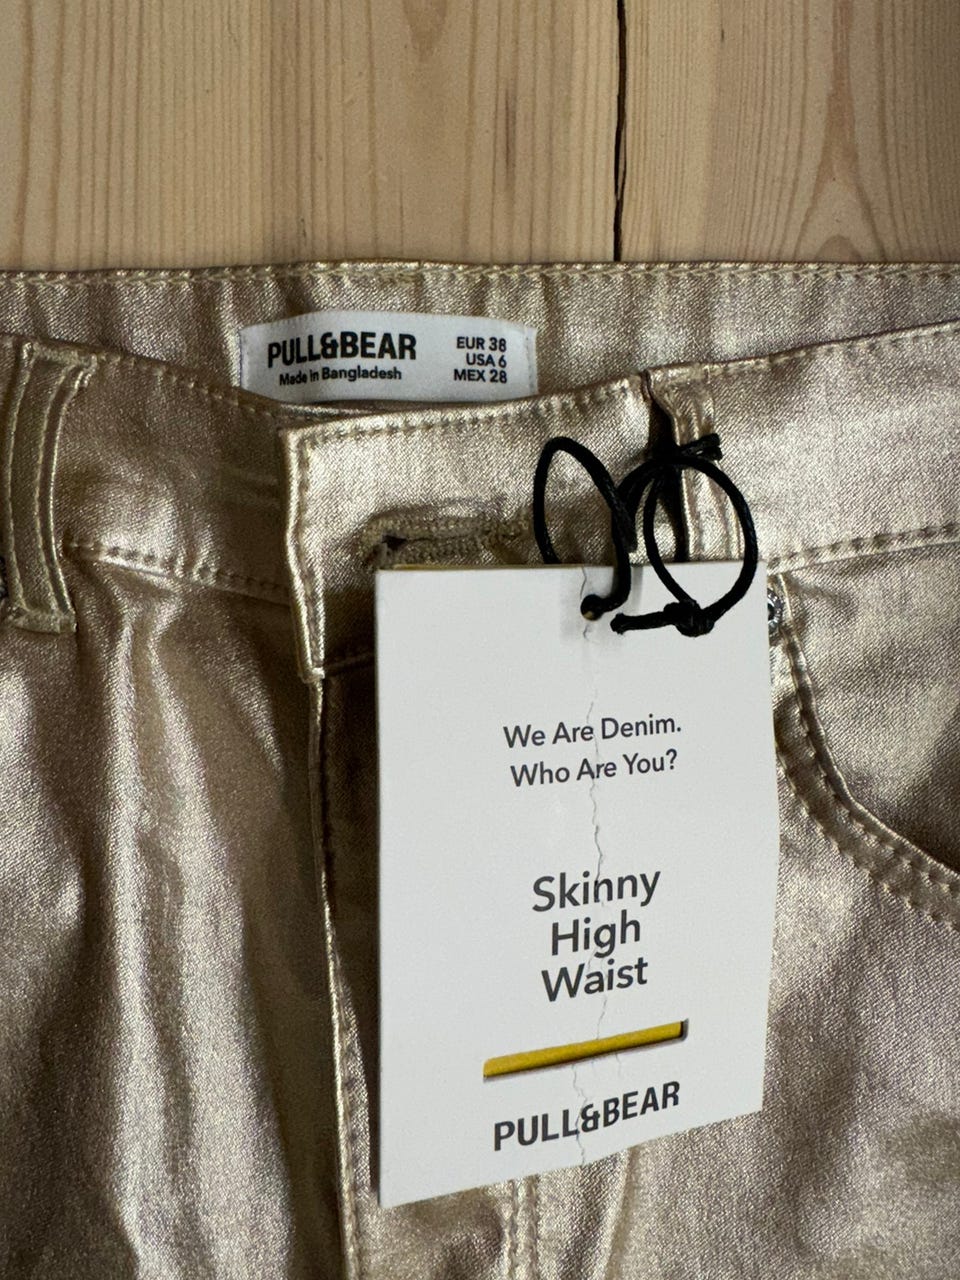 PULL&BEAR
Made in Bangladesh
EUR 38
USA 6
MEX 28
We Are Denim.
Who Are You?
Skinny
High
Waist
PULL&BEAR